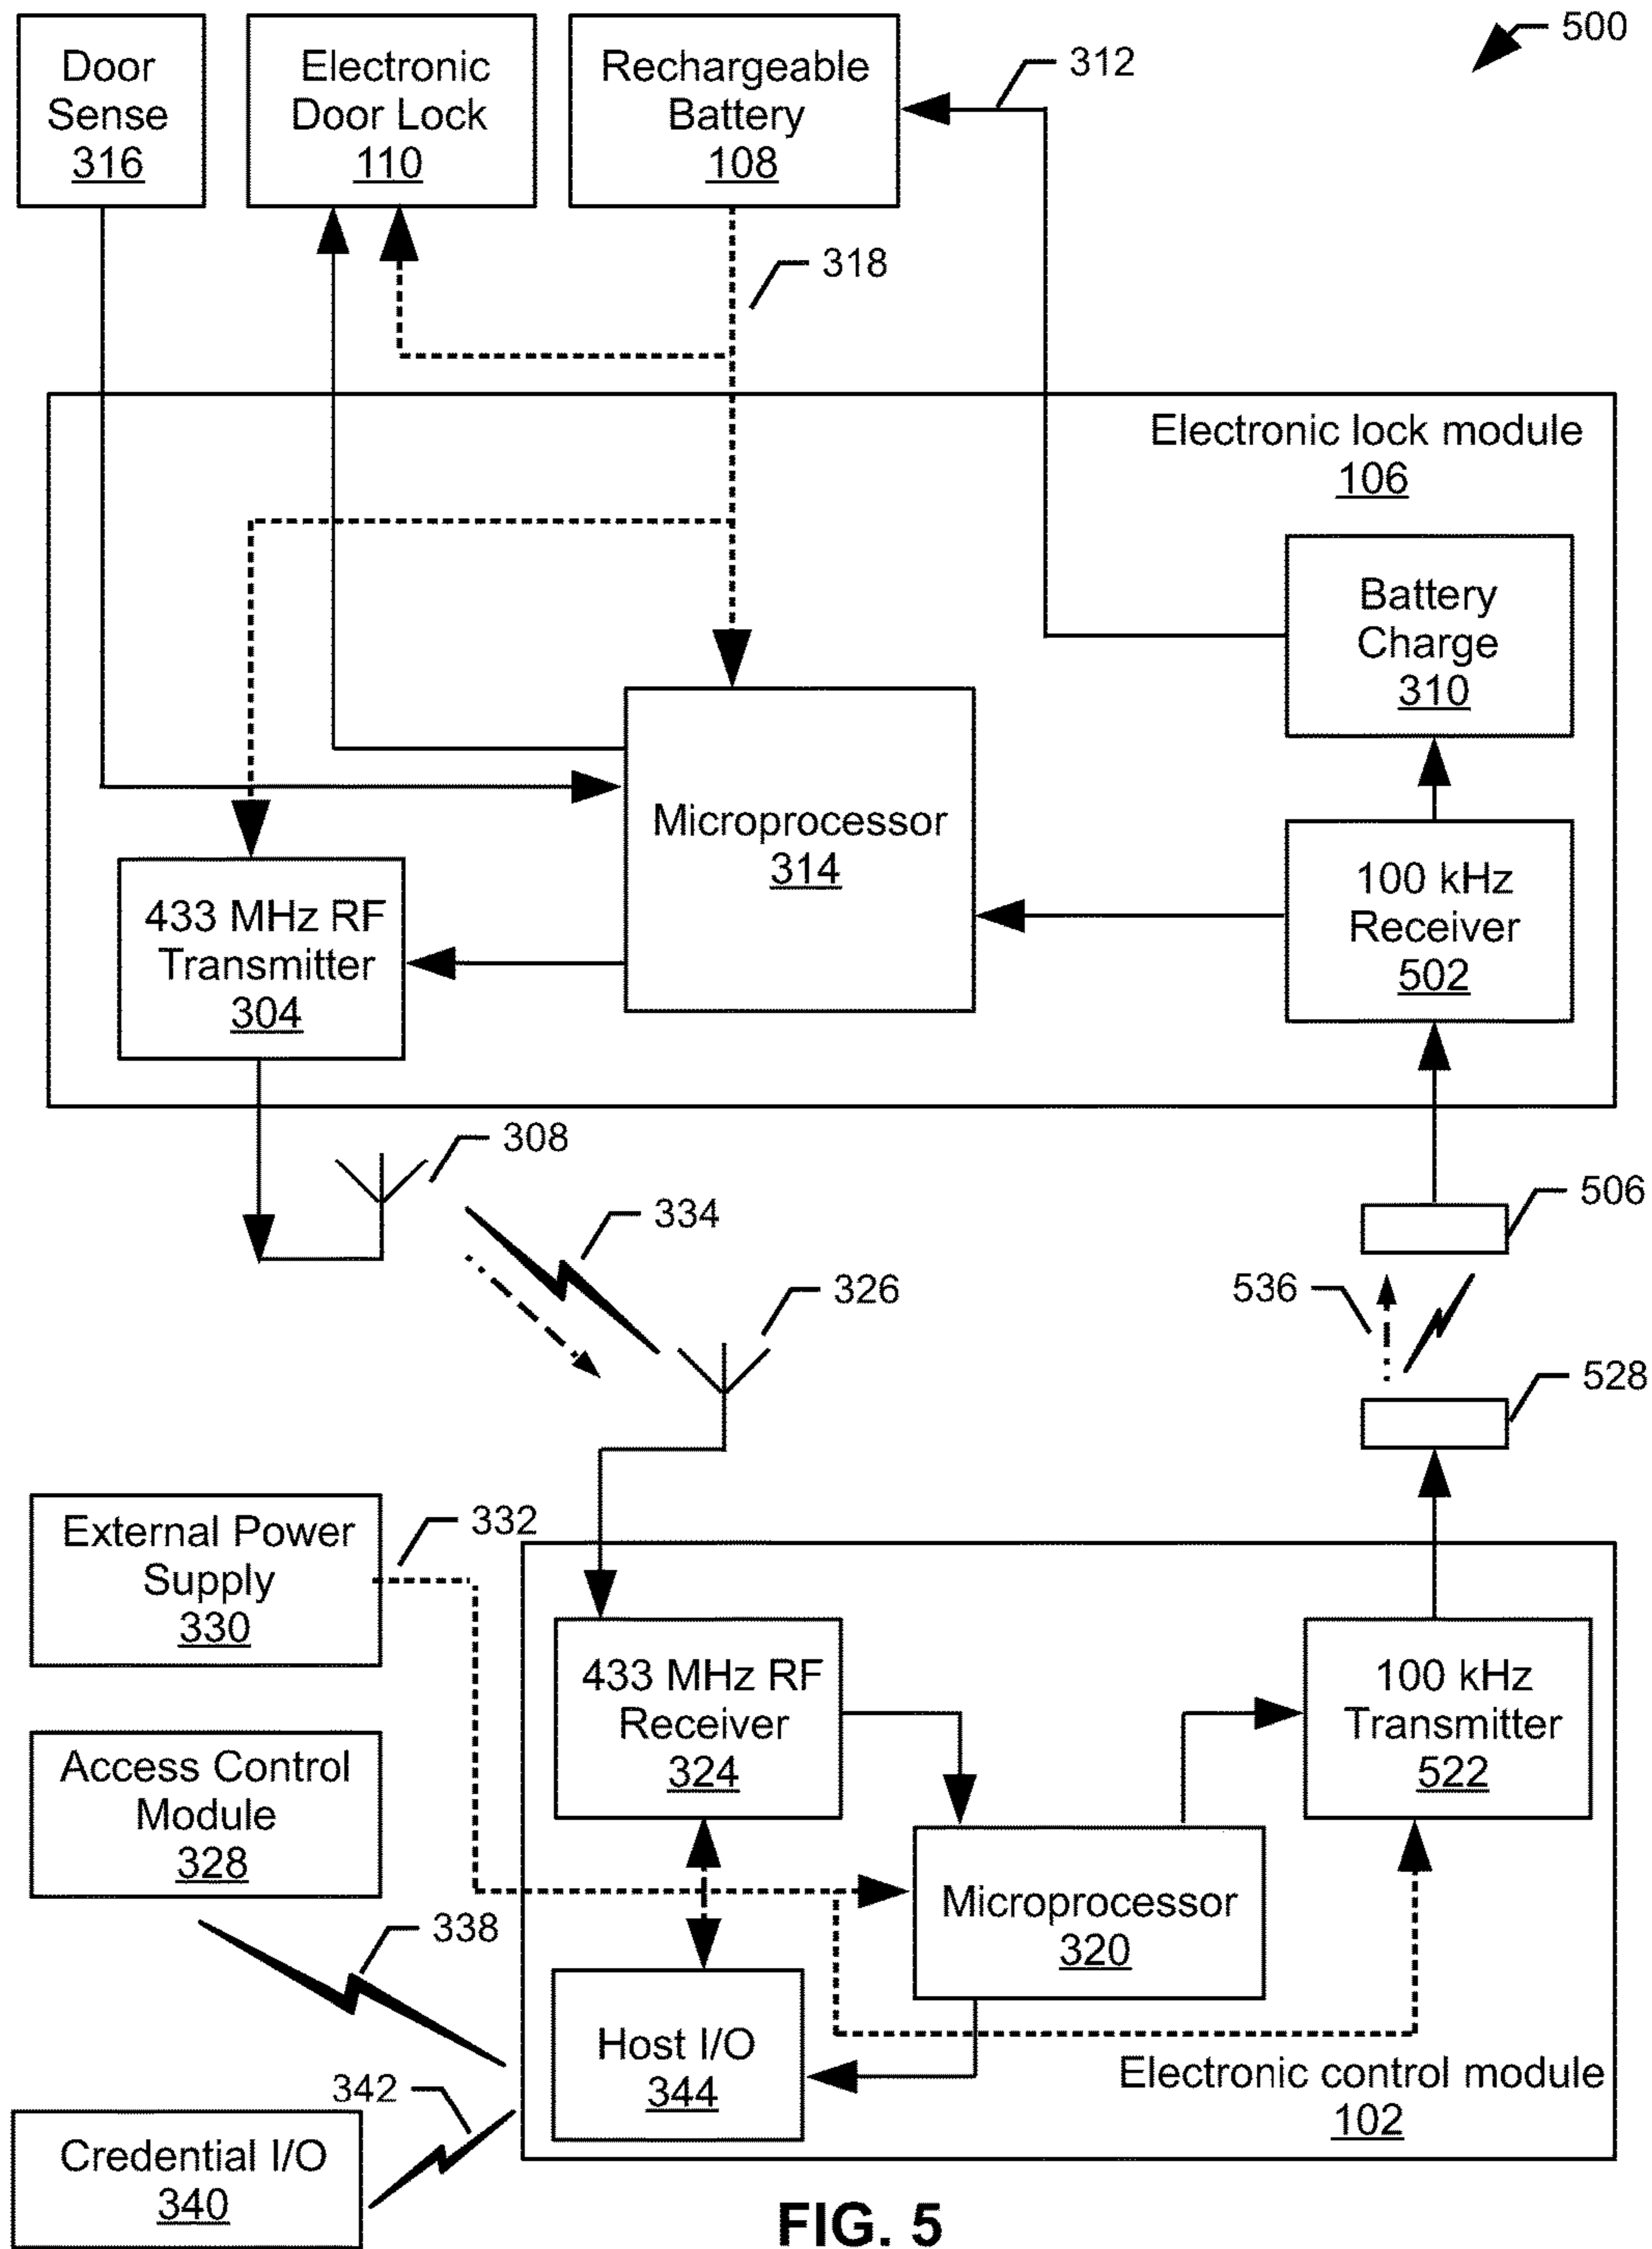 500
Door
Sense
316
Electronic
Door Lock
110
Rechargeable
Battery
108
312
318
Electronic lock module
106
Battery
Charge
310
Microprocessor
314
100 kHz
Receiver
502
433 MHz RF
Transmitter
304
308
334
326
506
536
528
External Power
Supply
330
332
433 MHz RF
Receiver
324
100 kHz
Transmitter
522
Access Control
Module
328
Microprocessor
320
338
Host I/O
344
Electronic control module
102
342
Credential I/O
340
FIG. 5